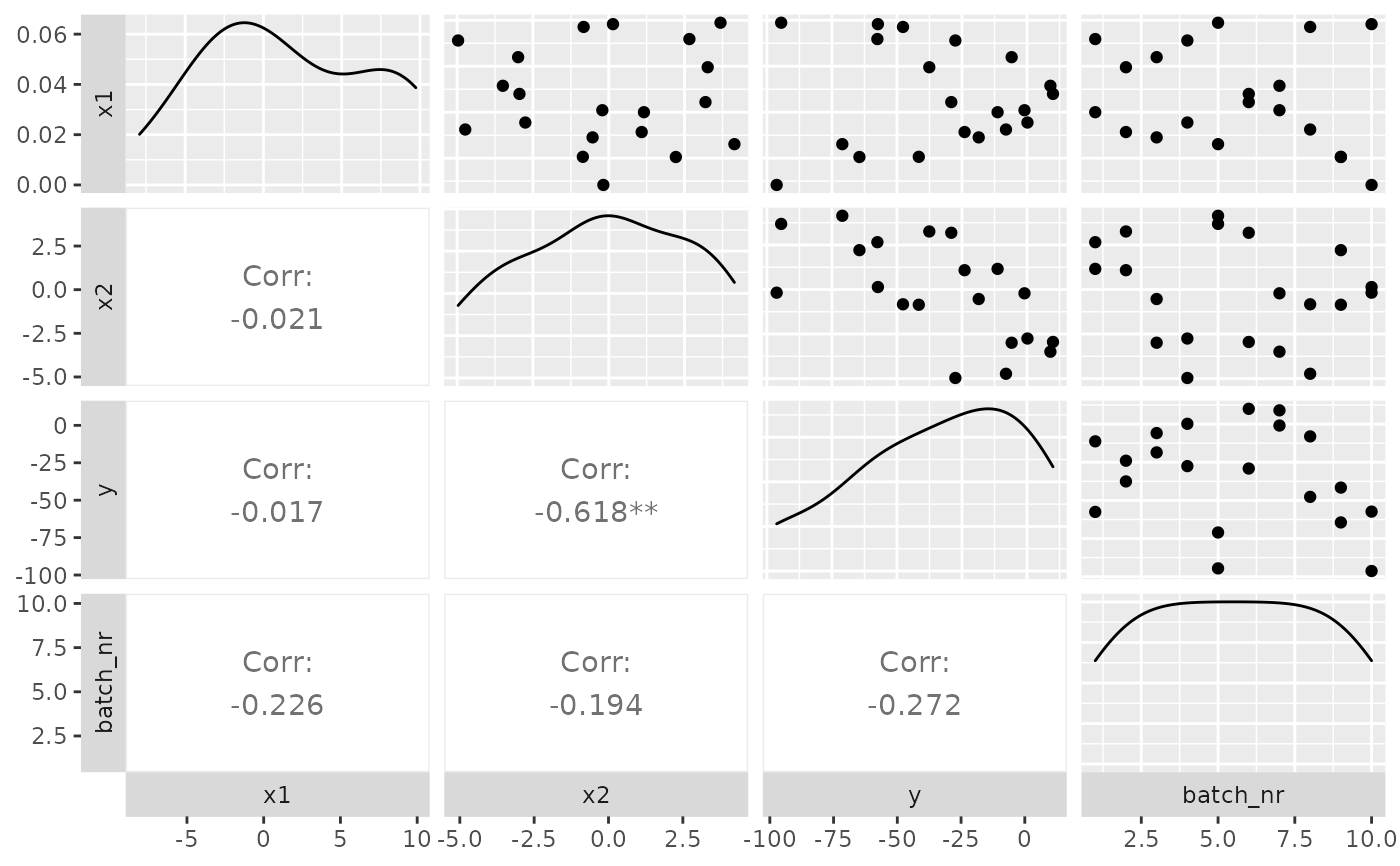 0.06
0.04
0.02
0.00
x1
2.5
0.0
-2.5
-5.0
x2
Corr:
-0.021
0
-25
-50
-75
-100
y
Corr:
-0.017
Corr:
-0.618**
10.0
7.5
5.0
2.5
batch_nr
Corr:
-0.226
Corr:
-0.194
Corr:
-0.272
x1 x2 y batch_nr
-5 0 5 10 -5.0 -2.5 0.0 2.5 -100 -75 -50 -25 0 2.5 5.0 7.5 10.0